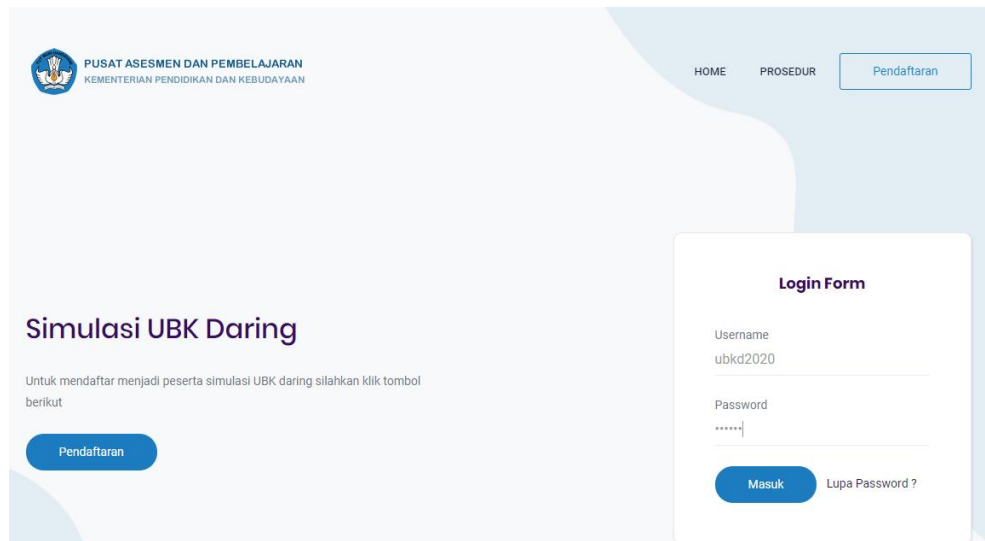 PUSAT ASESMEN DAN PEMBELAJARAN
KEMENTERIAN PENDIDIKAN DAN KEBUDAYAAN
HOME PROSEDUR Pendaftaran
Simulasi UBK Daring
Untuk mendaftar menjadi peserta simulasi UBK daring silahkan klik tombol
berikut
Pendaftaran
Login Form
Username
ubkd2020
Password
••••••
Masuk Lupa Password ?